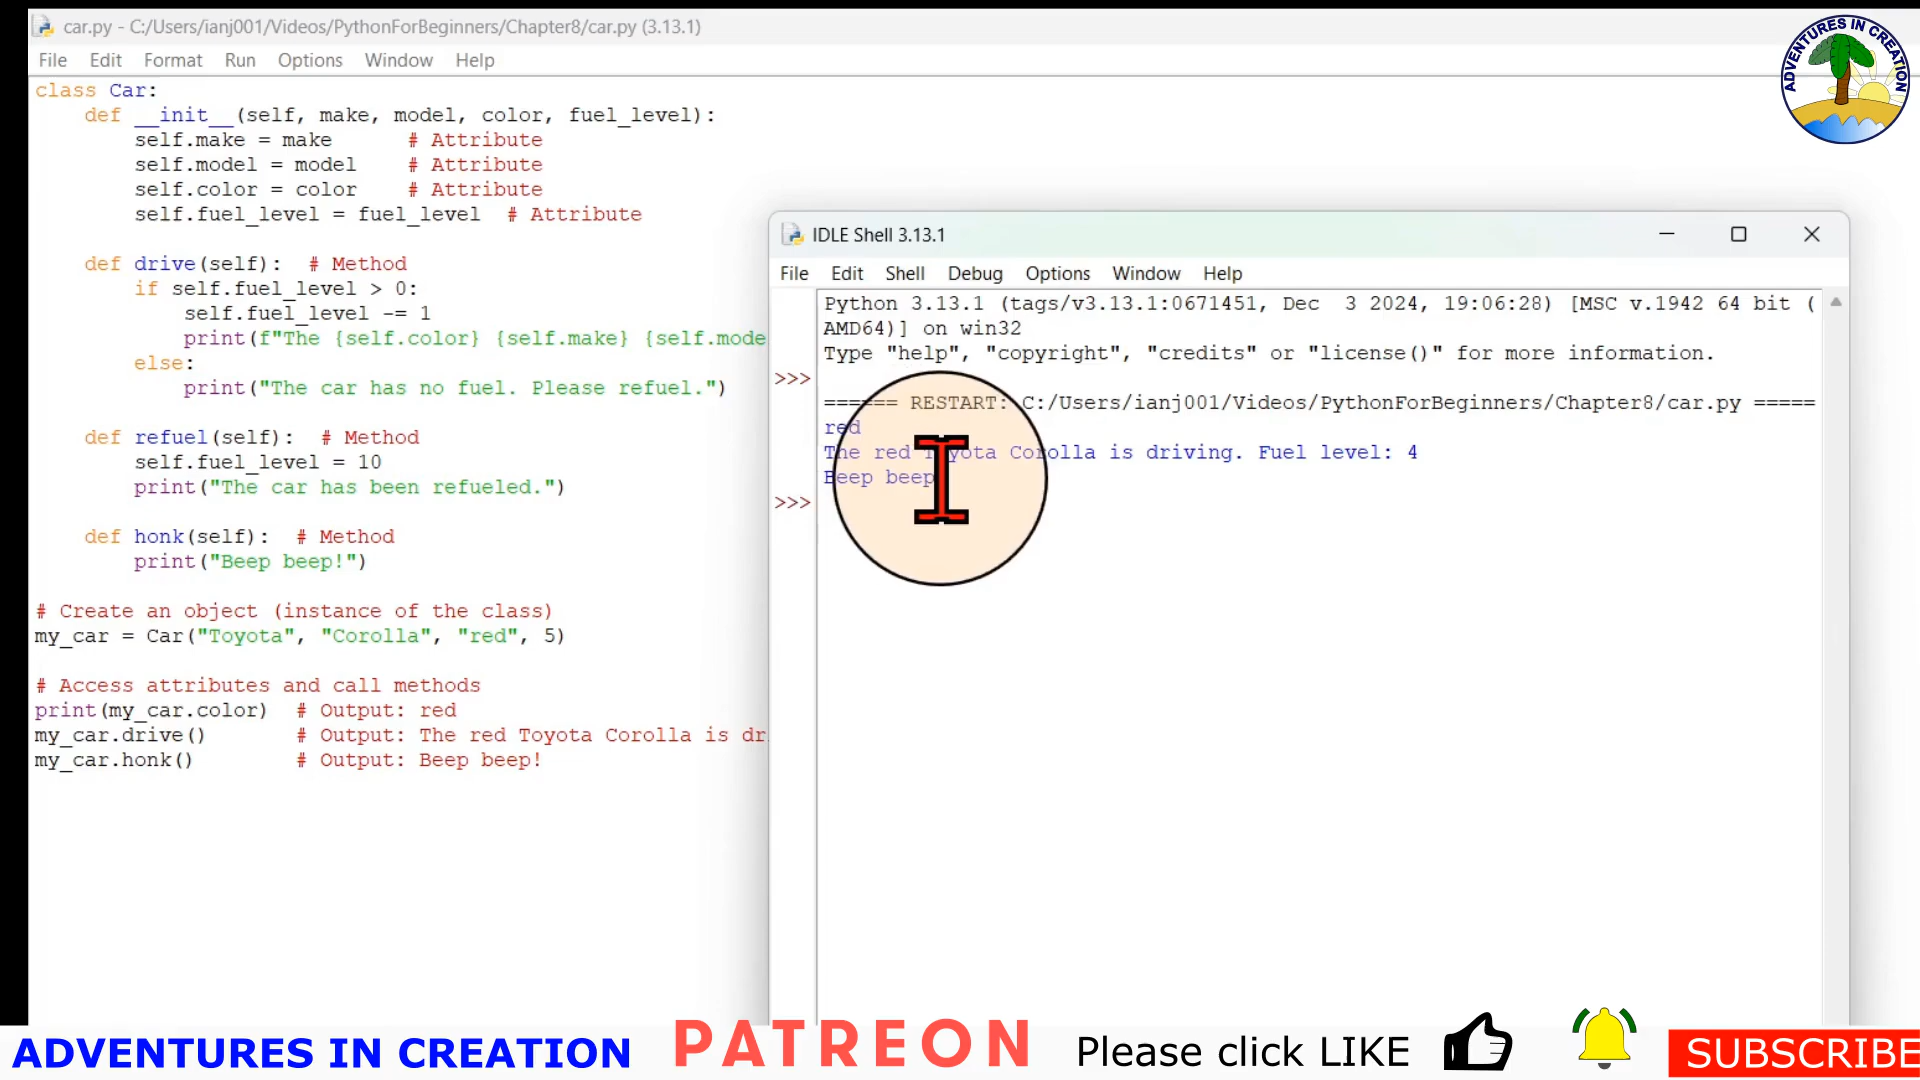 car.py - C:/Users/ianj001/Videos/PythonForBeginners/Chapter8/car.py (3.13.1)
File Edit Format Run Options Window Help
class Car:
    def __init__(self, make, model, color, fuel_level):
        self.make = make      # Attribute
        self.model = model    # Attribute
        self.color = color    # Attribute
        self.fuel_level = fuel_level  # Attribute
    def drive(self):  # Method
        if self.fuel_level > 0:
            self.fuel_level -= 1
            print(f"The {self.color} {self.make} {self.mode
        else:
            print("The car has no fuel. Please refuel.")
    def refuel(self):  # Method
        self.fuel_level = 10
        print("The car has been refueled.")
    def honk(self):  # Method
        print("Beep beep!")
# Create an object (instance of the class)
my_car = Car("Toyota", "Corolla", "red", 5)
# Access attributes and call methods
print(my_car.color)  # Output: red
my_car.drive()       # Output: The red Toyota Corolla is dr
my_car.honk()        # Output: Beep beep!
IDLE Shell 3.13.1
File Edit Shell Debug Options Window Help
Python 3.13.1 (tags/v3.13.1:0671451, Dec  3 2024, 19:06:28) [MSC v.1942 64 bit (
AMD64)] on win32
Type "help", "copyright", "credits" or "license()" for more information.
>>>
====== RESTART: C:/Users/ianj001/Videos/PythonForBeginners/Chapter8/car.py =====
red
The red Toyota Corolla is driving. Fuel level: 4
Beep beep
>>>
ADVENTURES IN CREATION
ADVENTURES IN CREATION PATREON Please click LIKE SUBSCRIBE